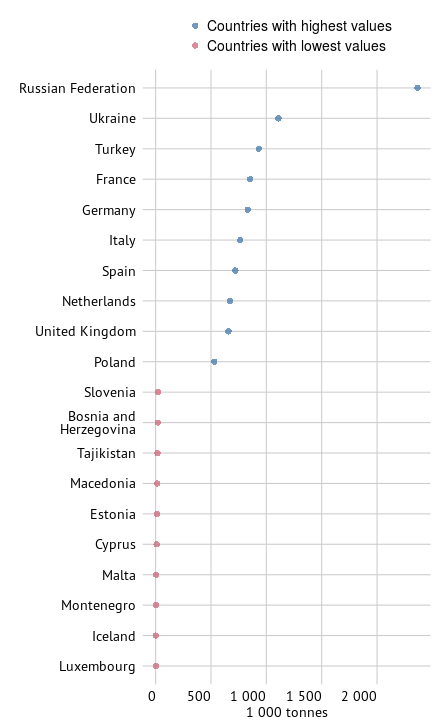 Countries with highest values
Countries with lowest values
Russian Federation
Ukraine
Turkey
France
Germany
Italy
Spain
Netherlands
United Kingdom
Poland
Slovenia
Bosnia and
Herzegovina
Tajikistan
Macedonia
Estonia
Cyprus
Malta
Montenegro
Iceland
Luxembourg
0 500 1 000 1 500 2 000
1 000 tonnes